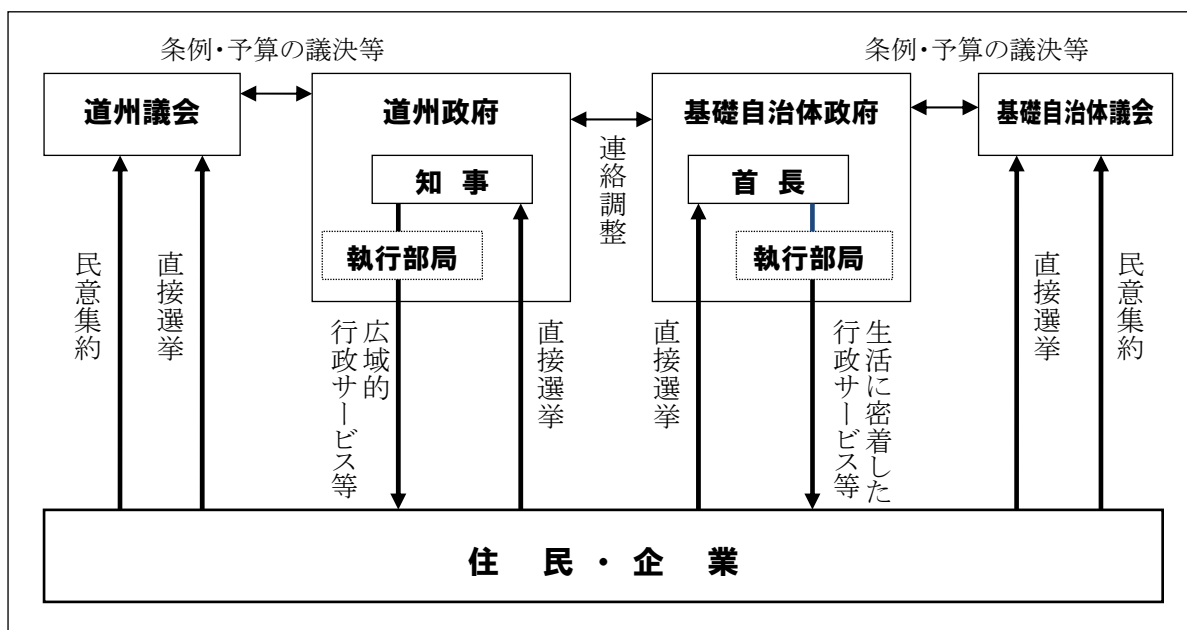 条例・予算の議決等
条例・予算の議決等
道州議会
道州政府
基礎自治体政府
基礎自治体議会
連絡調整
知 事
首 長
執行部局
執行部局
民意集約
直接選挙
広域的
行政サービス等
直接選挙
直接選挙
生活に密着した
行政サービス等
直接選挙
民意集約
住 民 ・ 企 業